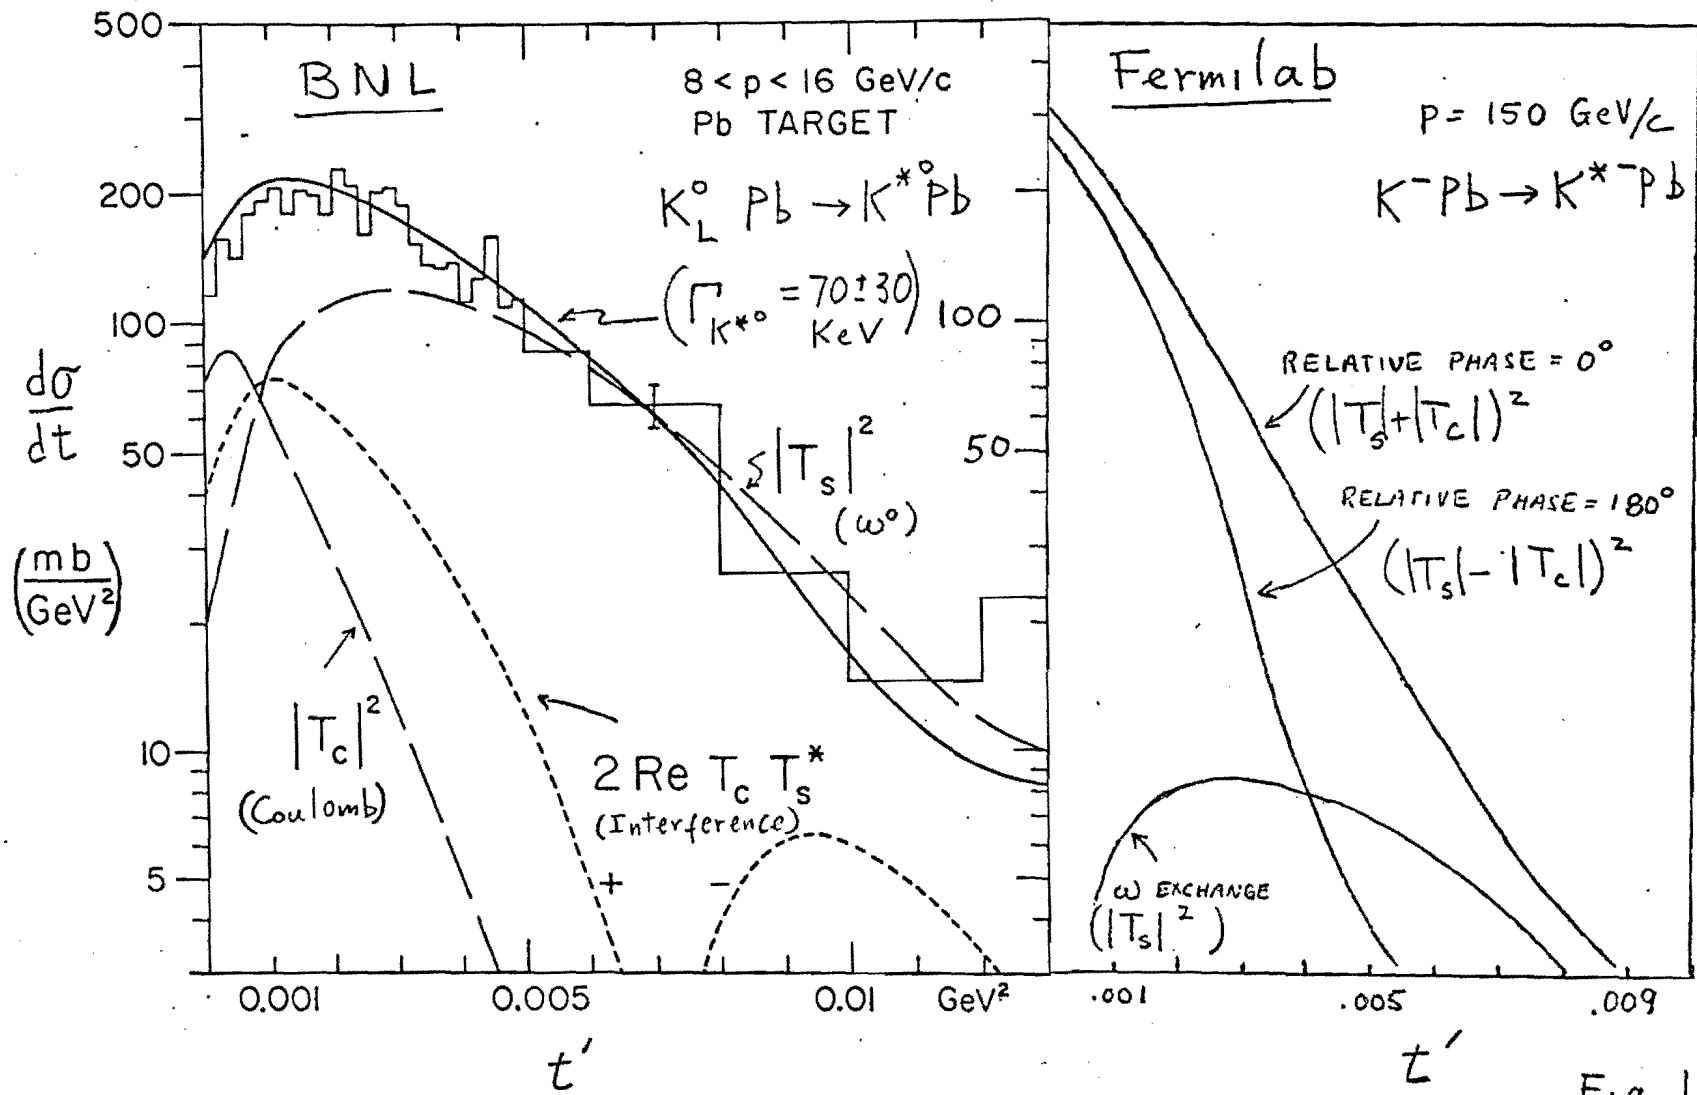 BNL
8 < p < 16 GeV/c
Pb TARGET
K°L Pb → K*°Pb
(ΓK*° = 70±30 KeV)
500
200
100
50
10
5
dσ/dt
(mb/GeV²)
|Tc|²
(Coulomb)
2 Re Tc Ts*
(Interference)
+
−
|Ts|²
(ω°)
0.001
0.005
0.01
GeV²
t′
Fermilab
p = 150 GeV/c
K⁻Pb → K*⁻Pb
100
50
RELATIVE PHASE = 0°
(|Ts|+|Tc|)²
RELATIVE PHASE = 180°
(|Ts|−|Tc|)²
ω EXCHANGE
(|Ts|²)
.001
.005
.009
t′
Fig. 1